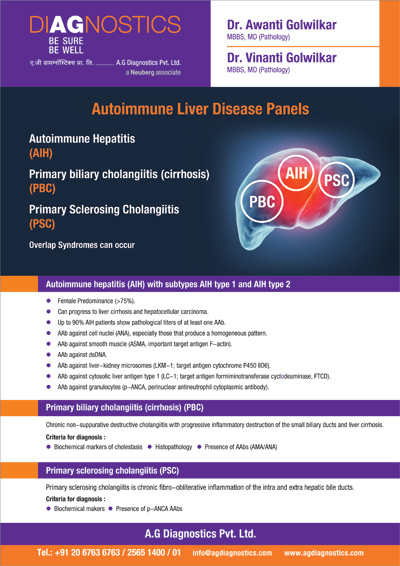 DIAGNOSTICS
BE SURE
BE WELL
ए.जी डायग्नॉस्टिक्स प्रा. लि. A.G Diagnostics Pvt. Ltd.
a Neuberg associate
Dr. Awanti Golwilkar
MBBS, MD (Pathology)
Dr. Vinanti Golwilkar
MBBS, MD (Pathology)
Autoimmune Liver Disease Panels
Autoimmune Hepatitis
(AIH)
Primary biliary cholangiitis (cirrhosis)
(PBC)
Primary Sclerosing Cholangiitis
(PSC)
Overlap Syndromes can occur
PBC
AIH
PSC
Autoimmune hepatitis (AIH) with subtypes AIH type 1 and AIH type 2
Female Predominance (>75%).
Can progress to liver cirrhosis and hepatocellular carcinoma.
Up to 90% AIH patients show pathological titers of at least one AAb.
AAb against cell nuclei (ANA), especially those that produce a homogeneous pattern.
AAb against smooth muscle (ASMA, important target antigen F-actin).
AAb against dsDNA.
AAb against liver-kidney microsomes (LKM-1; target antigen cytochrome P450 IID6).
AAb against cytosolic liver antigen type 1 (LC-1; target antigen formiminotransferase cyclodeaminase, FTCD).
AAb against granulocytes (p-ANCA, perinuclear antineutrophil cytoplasmic antibody).
Primary biliary cholangiitis (cirrhosis) (PBC)
Chronic non-suppurative destructive cholangiitis with progressive inflammatory destruction of the small biliary ducts and liver cirrhosis.
Criteria for diagnosis :
Biochemical markers of cholestasis Histopathology Presence of AAbs (AMA/ANA)
Primary sclerosing cholangiitis (PSC)
Primary sclerosing cholangiitis is chronic fibro-obliterative inflammation of the intra and extra hepatic bile ducts.
Criteria for diagnosis :
Biochemical makers Presence of p-ANCA AAbs
A.G Diagnostics Pvt. Ltd.
Tel.: +91 20 6763 6763 / 2565 1400 / 01 info@agdiagnostics.com www.agdiagnostics.com